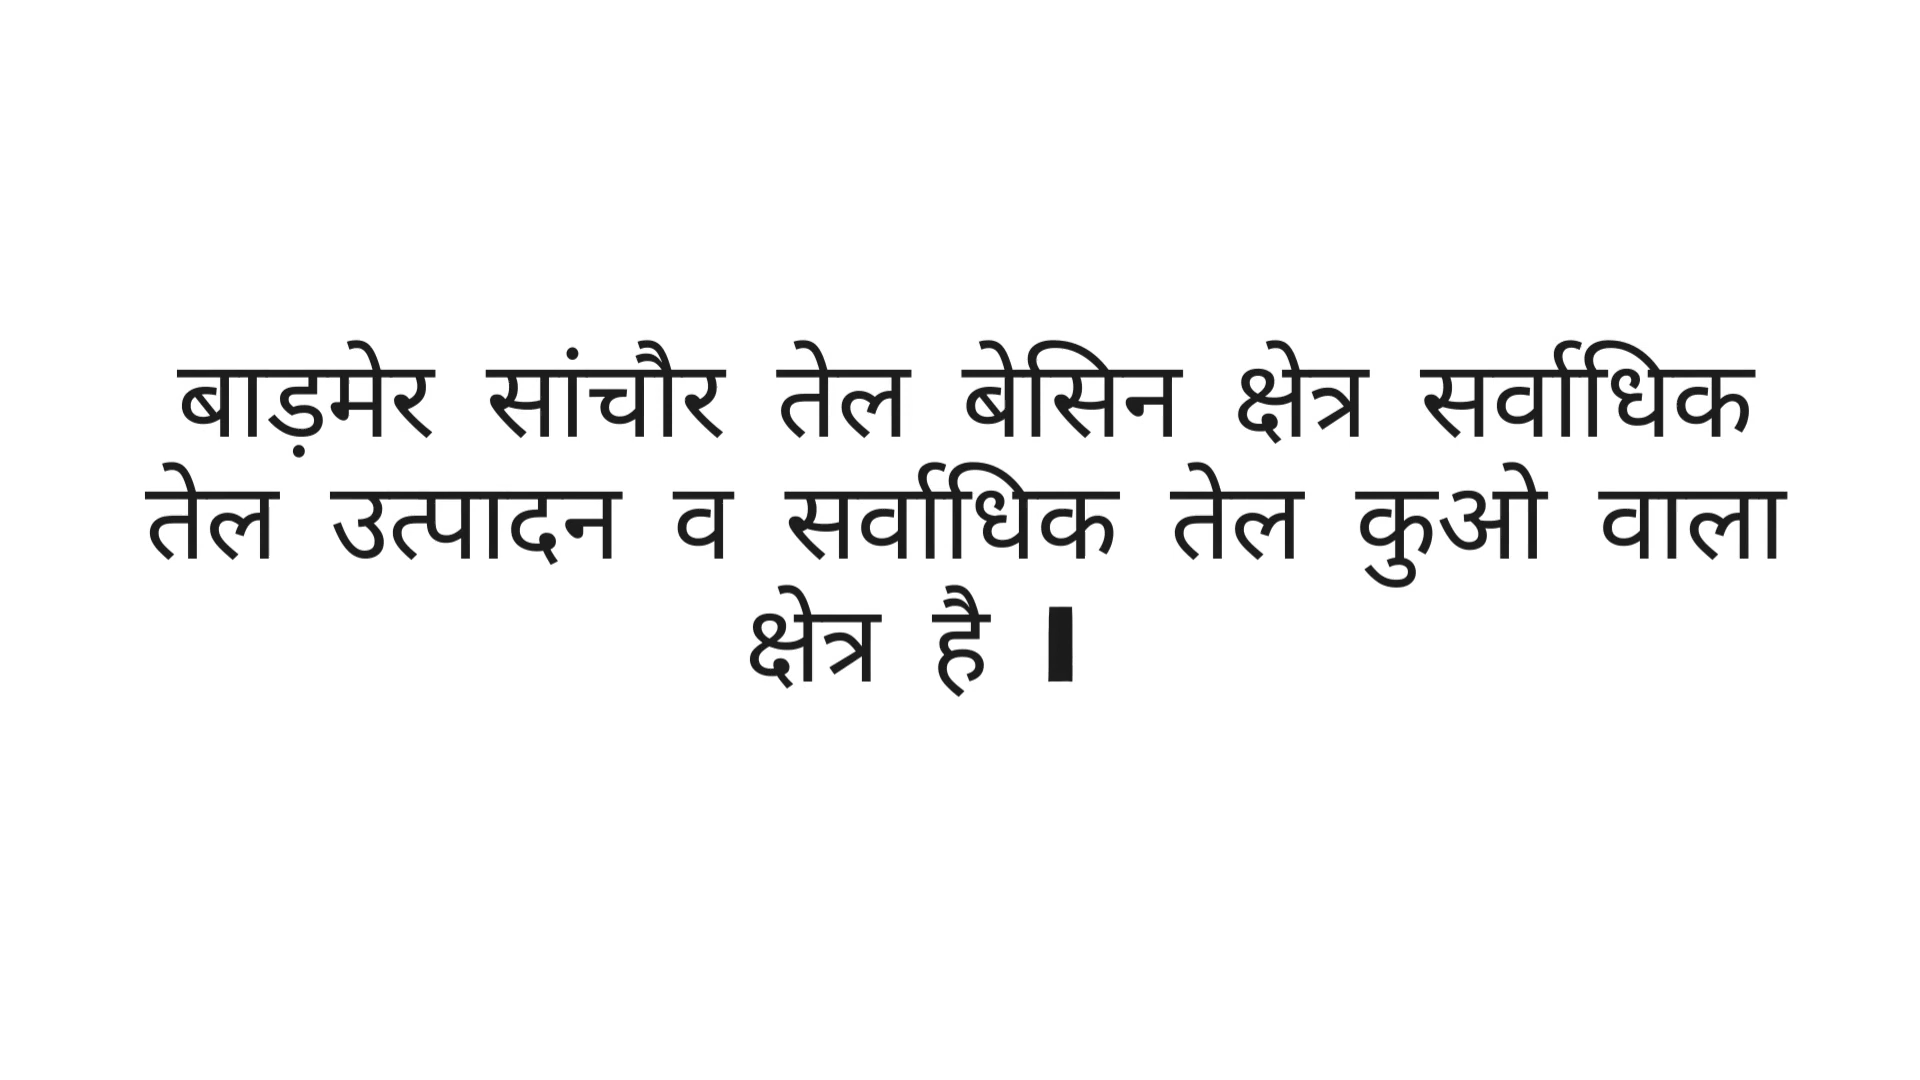 बाड़मेर सांचौर तेल बेसिन क्षेत्र सर्वाधिक
तेल उत्पादन व सर्वाधिक तेल कुओ वाला
क्षेत्र है ।